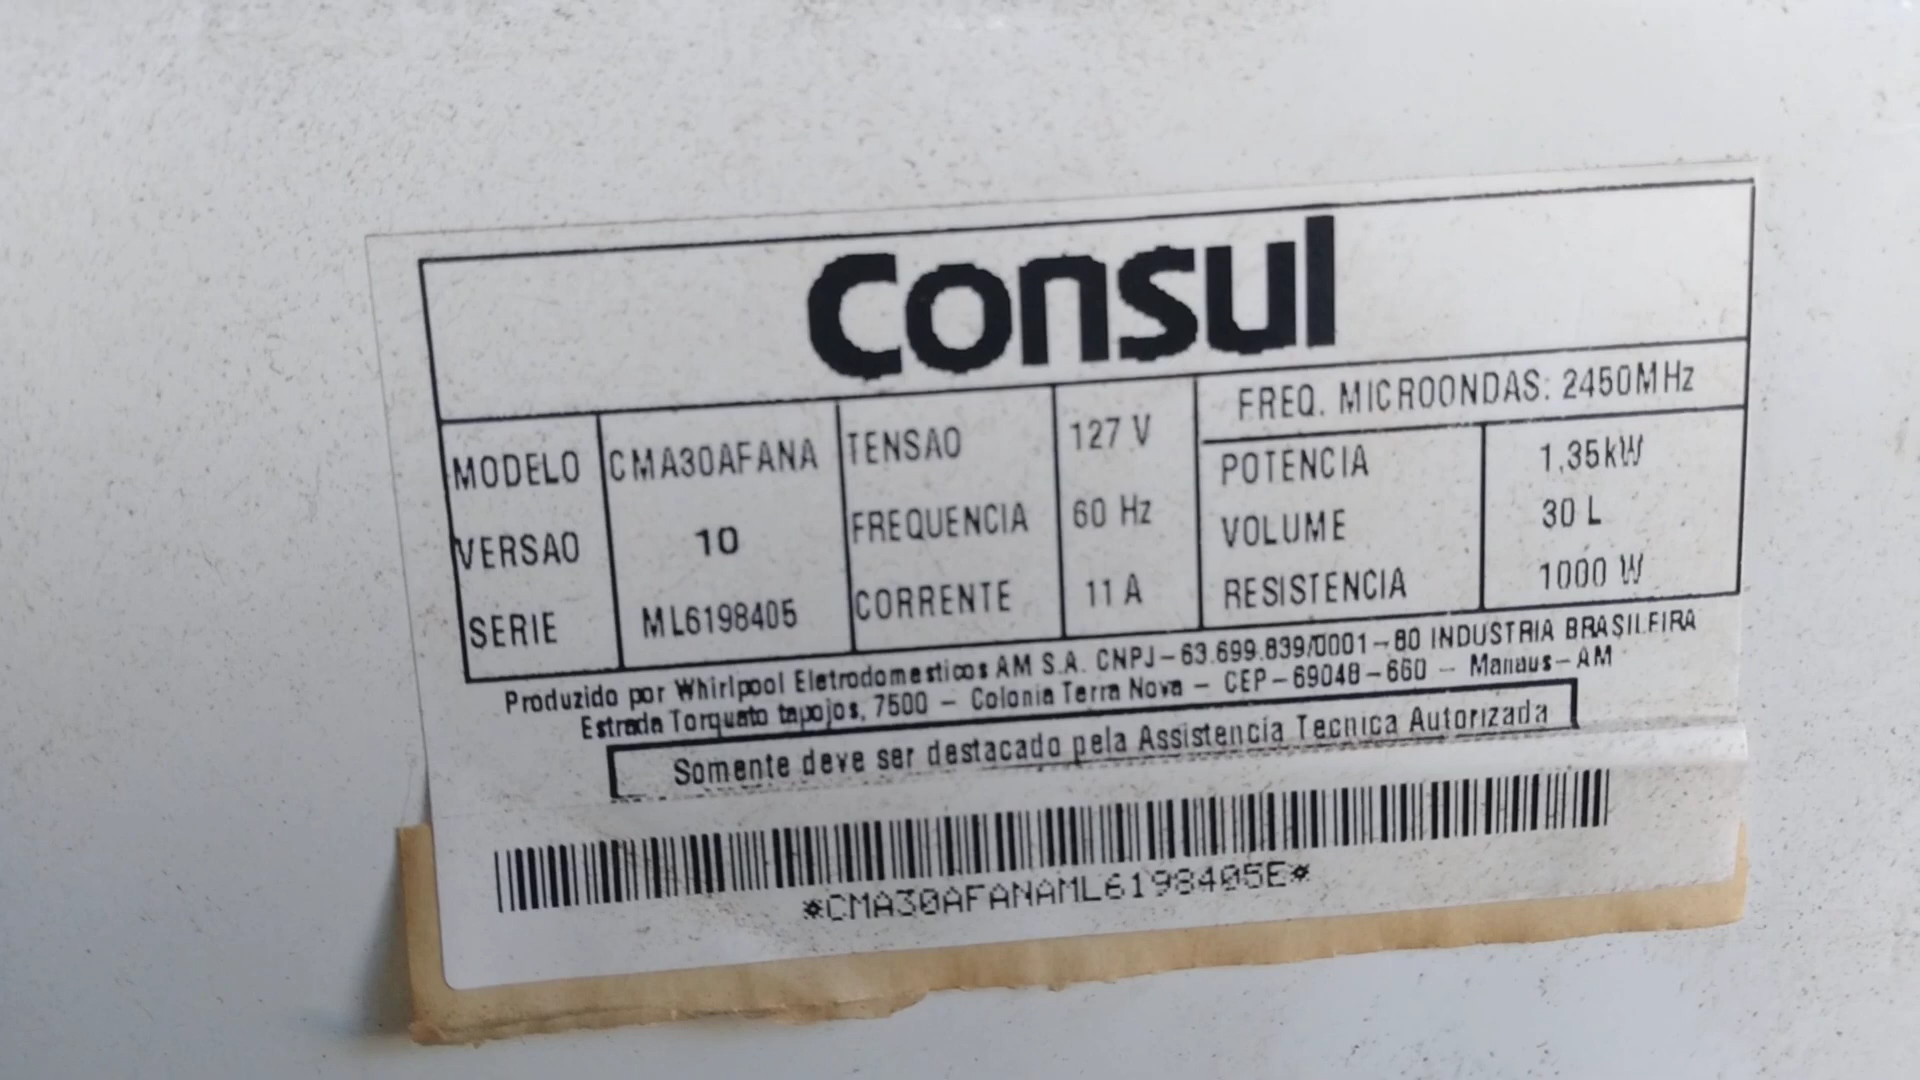 Consul
FREQ. MICROONDAS: 2450MHz
MODELO CMA30AFANA TENSAO 127 V POTENCIA 1,35kW
VERSAO 10 FREQUENCIA 60 Hz VOLUME 30 L
SERIE ML6198405 CORRENTE 11 A RESISTENCIA 1000 W
Produzido por Whirlpool Eletrodomesticos AM S.A. CNPJ-63.699.839/0001-80 INDUSTRIA BRASILEIRA
Estrada Torquato tapojos, 7500 - Colonia Terra Nova - CEP-69048-660 - Manaus-AM
Somente deve ser destacado pela Assistencia Tecnica Autorizada
*CMA30AFANAML6198405E*